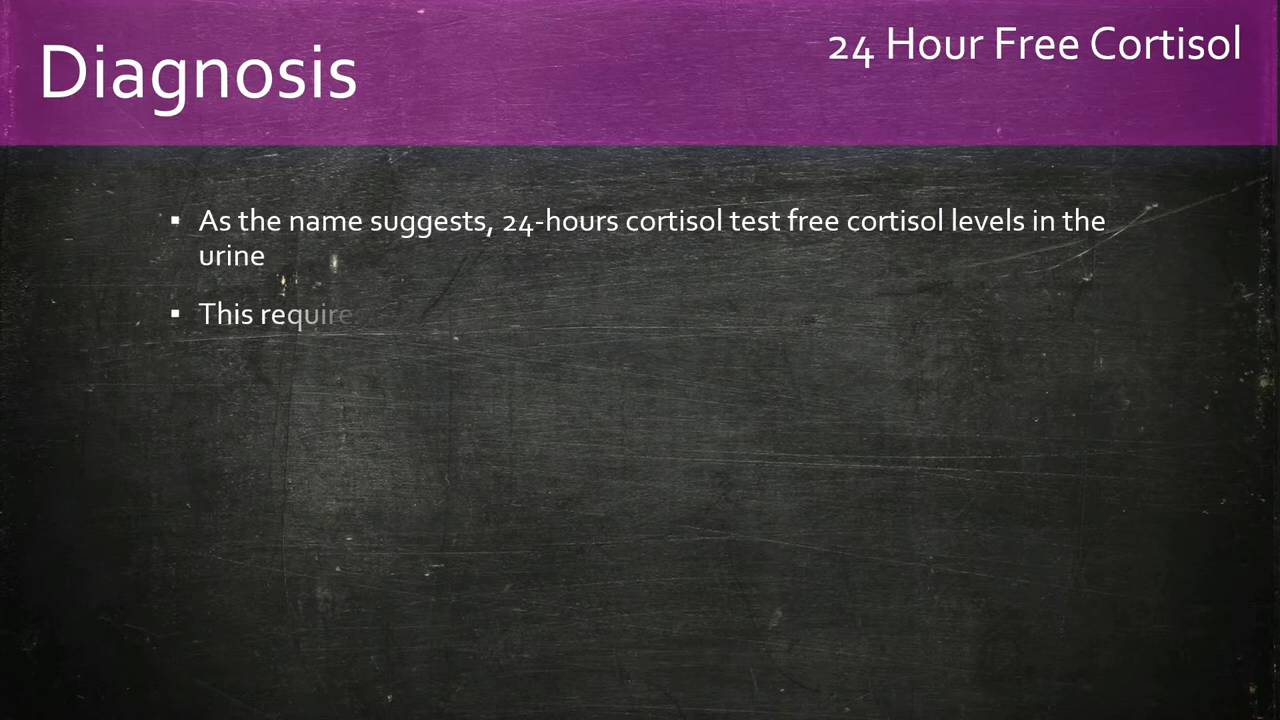 Diagnosis
24 Hour Free Cortisol
As the name suggests, 24-hours cortisol test free cortisol levels in the
urine
This require